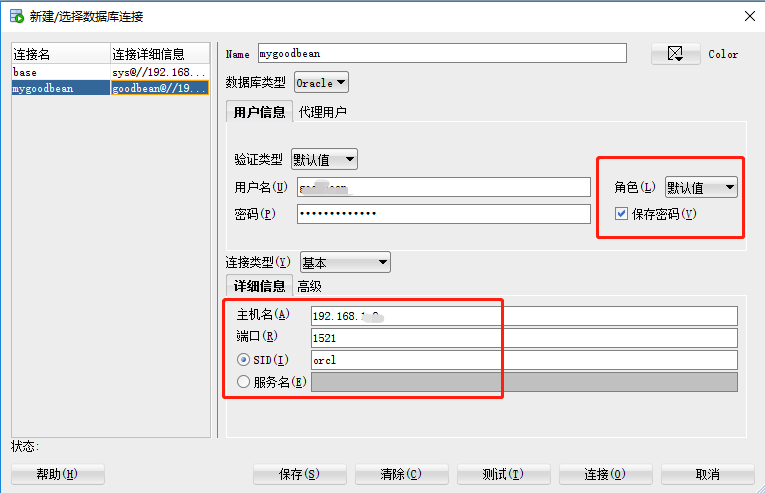 新建/选择数据库连接
连接名 连接详细信息
base sys@//192.168...
mygoodbean goodbean@//19...
Name mygoodbean Color
数据库类型 Oracle
用户信息 代理用户
验证类型 默认值
用户名(U)
角色(L) 默认值
密码(P) •••••••••••••
保存密码(V)
连接类型(Y) 基本
详细信息 高级
主机名(A) 192.168.
端口(R) 1521
SID(I) orcl
服务名(E)
状态:
帮助(H) 保存(S) 清除(C) 测试(T) 连接(O) 取消